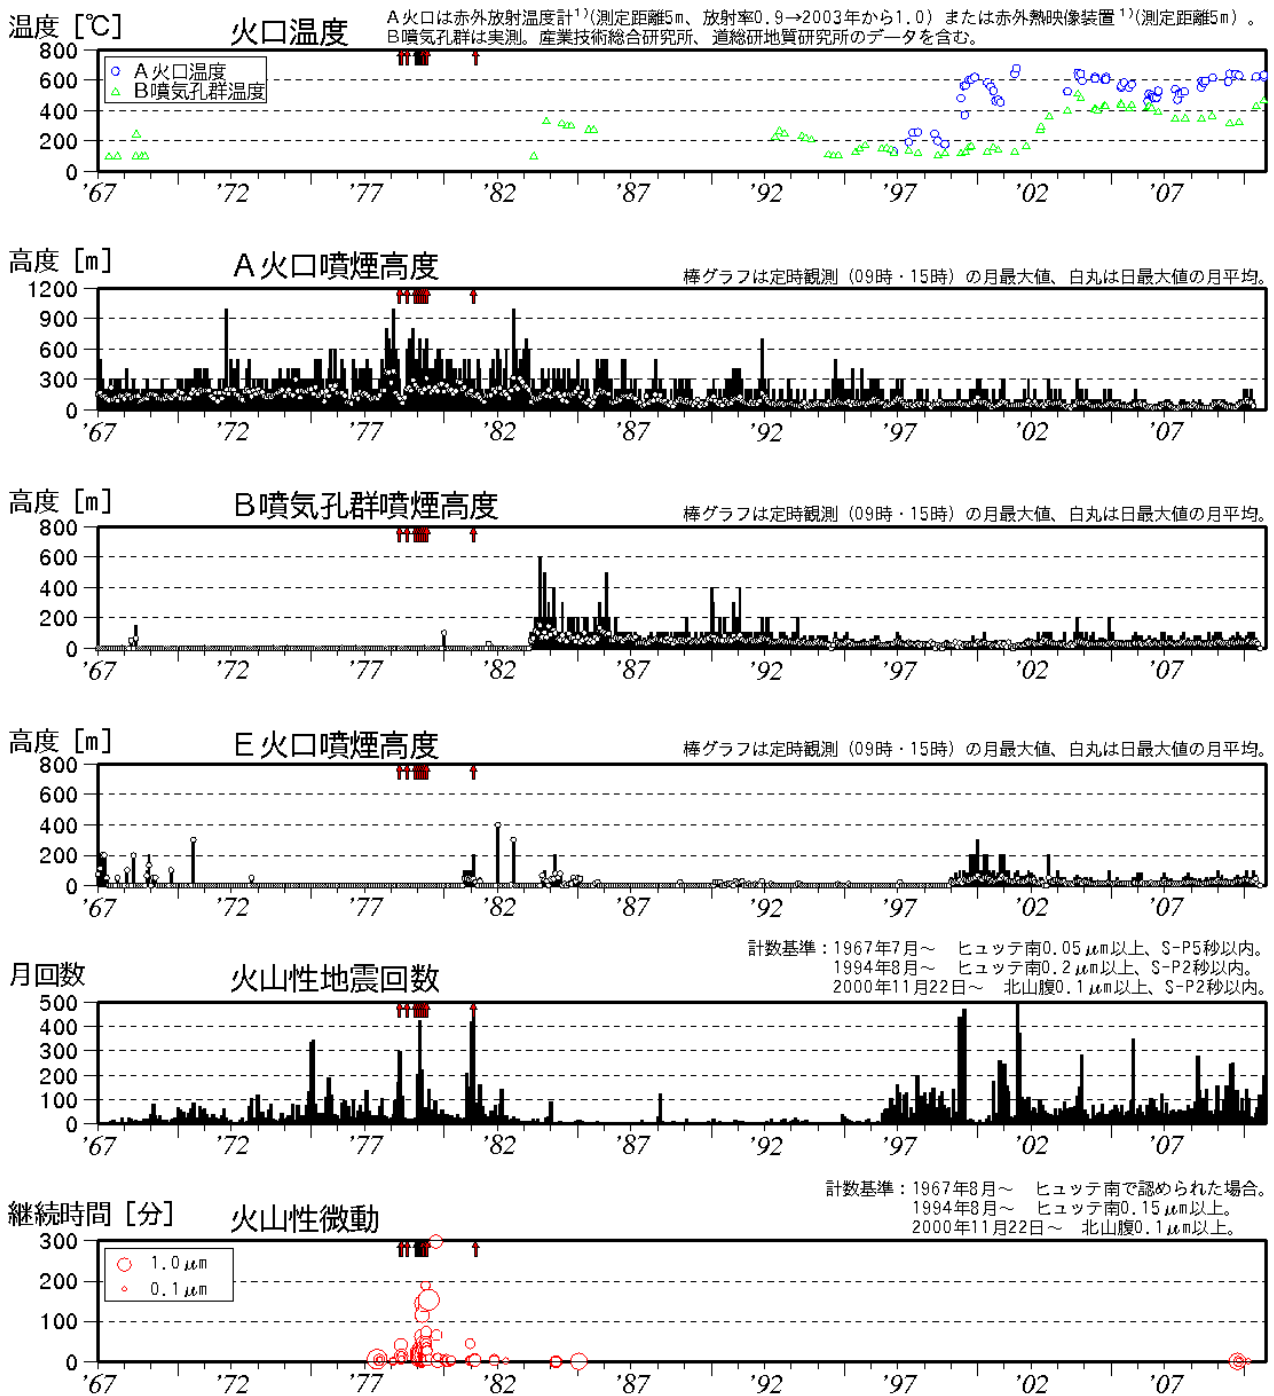 温度 [℃]
火口温度
A火口は赤外放射温度計¹⁾(測定距離5m、放射率0.9→2003年から1.0) または赤外熱映像装置¹⁾(測定距離5m) 。
B噴気孔群は実測。産業技術総合研究所、道総研地質研究所のデータを含む。
800
600
400
200
0
A火口温度
B噴気孔群温度
'67 '72 '77 '82 '87 '92 '97 '02 '07
高度 [m]
A火口噴煙高度
棒グラフは定時観測 (09時・15時) の月最大値、白丸は日最大値の月平均。
1200
900
600
300
0
'67 '72 '77 '82 '87 '92 '97 '02 '07
高度 [m]
B噴気孔群噴煙高度
棒グラフは定時観測 (09時・15時) の月最大値、白丸は日最大値の月平均。
800
600
400
200
0
'67 '72 '77 '82 '87 '92 '97 '02 '07
高度 [m]
E火口噴煙高度
棒グラフは定時観測 (09時・15時) の月最大値、白丸は日最大値の月平均。
800
600
400
200
0
'67 '72 '77 '82 '87 '92 '97 '02 '07
月回数
火山性地震回数
計数基準：1967年7月～ ヒュッテ南0.05μm以上、S-P5秒以内。
1994年8月～ ヒュッテ南0.2μm以上、S-P2秒以内。
2000年11月22日～ 北山腹0.1μm以上、S-P2秒以内。
500
400
300
200
100
0
'67 '72 '77 '82 '87 '92 '97 '02 '07
継続時間 [分]
火山性微動
計数基準：1967年8月～ ヒュッテ南で認められた場合。
1994年8月～ ヒュッテ南0.15μm以上。
2000年11月22日～ 北山腹0.1μm以上。
300
200
100
0
1.0μm
0.1μm
'67 '72 '77 '82 '87 '92 '97 '02 '07